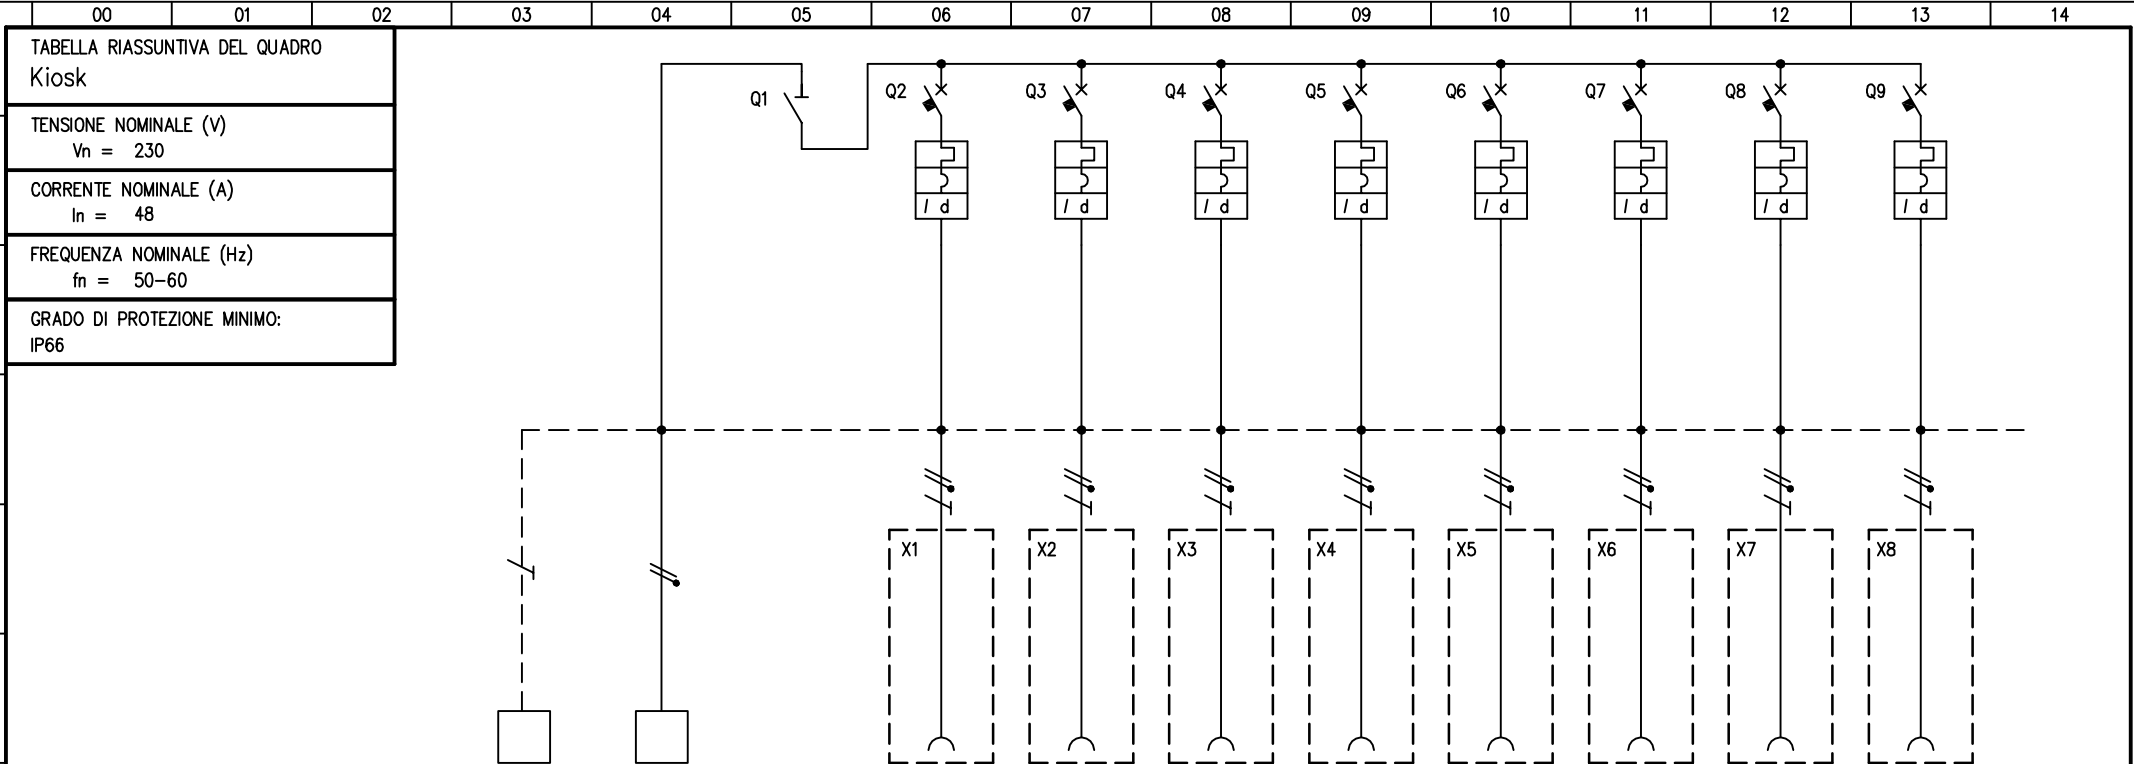 00 01 02 03 04 05 06 07 08 09 10 11 12 13 14
TABELLA RIASSUNTIVA DEL QUADRO
Kiosk
TENSIONE NOMINALE (V)
Vn = 230
CORRENTE NOMINALE (A)
In = 48
FREQUENZA NOMINALE (Hz)
fn = 50-60
GRADO DI PROTEZIONE MINIMO:
IP66
Q1 Q2 Q3 Q4 Q5 Q6 Q7 Q8 Q9
I d I d I d I d I d I d I d I d
X1 X2 X3 X4 X5 X6 X7 X8